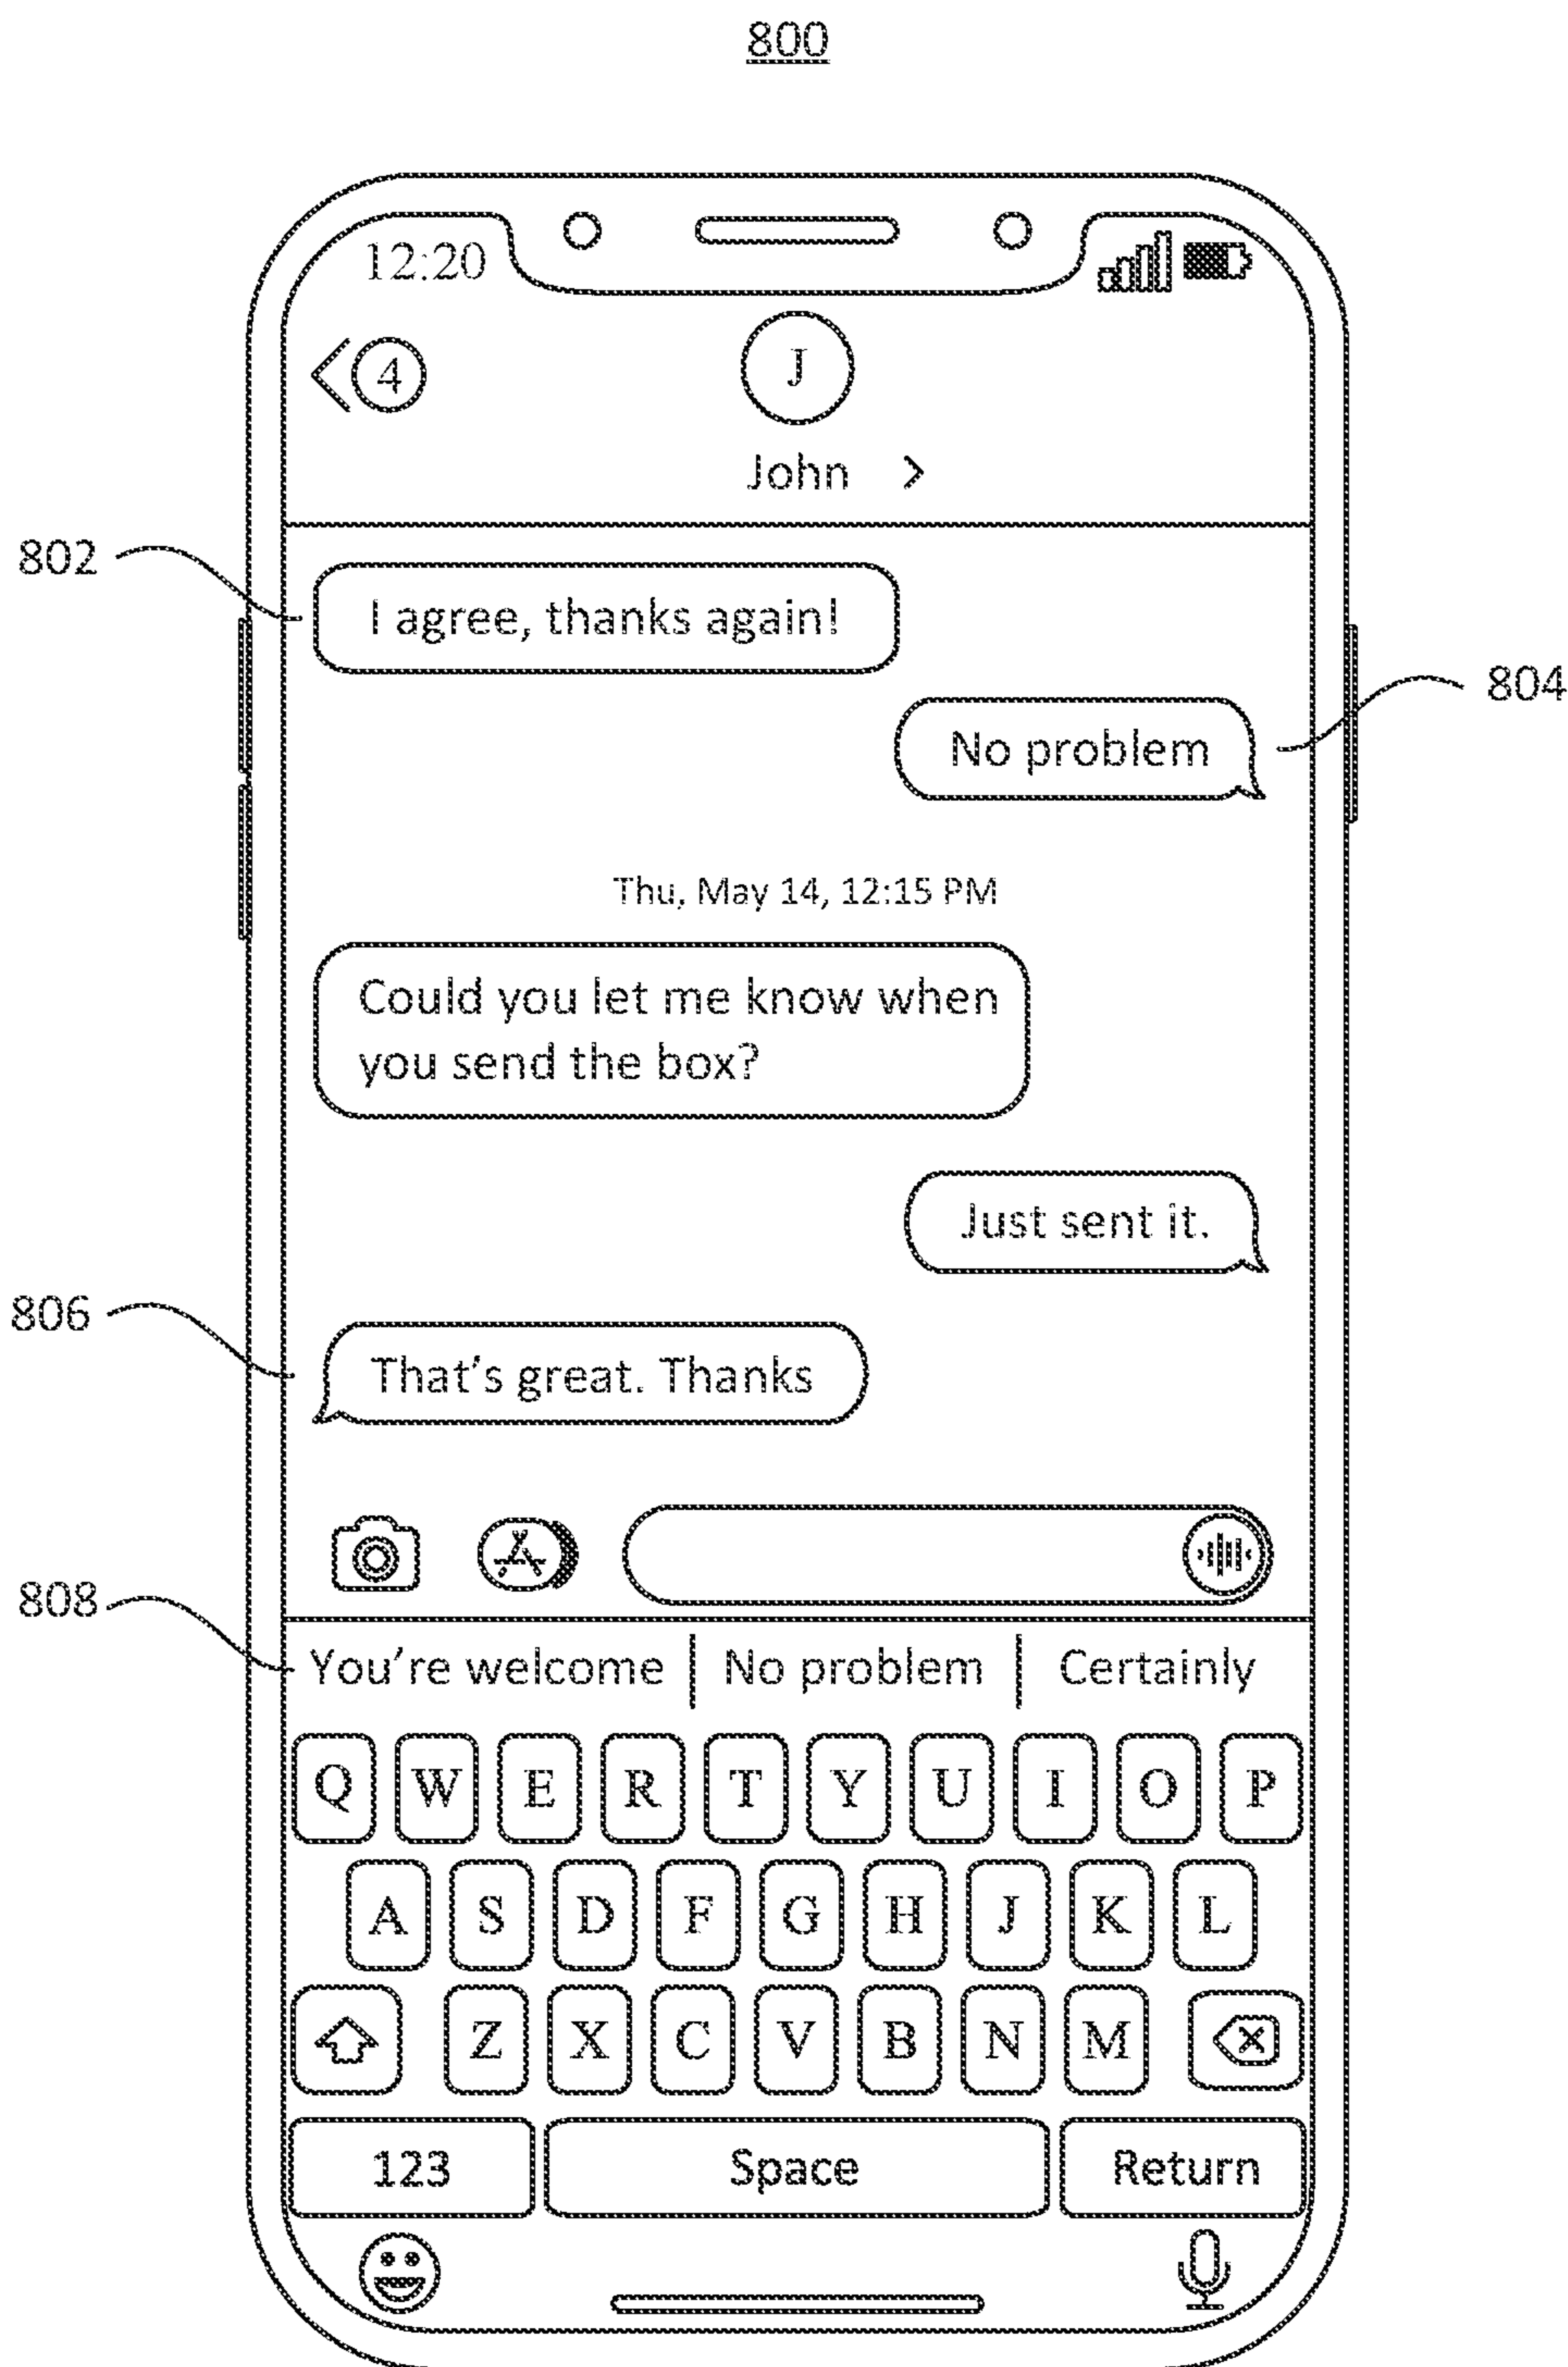 800
12:20
4
J
John >
802
I agree, thanks again!
804
No problem
Thu, May 14, 12:15 PM
Could you let me know when
you send the box?
Just sent it.
806
That's great. Thanks
808
You're welcome | No problem | Certainly
Q W E R T Y U I O P
A S D F G H J K L
Z X C V B N M
123 Space Return